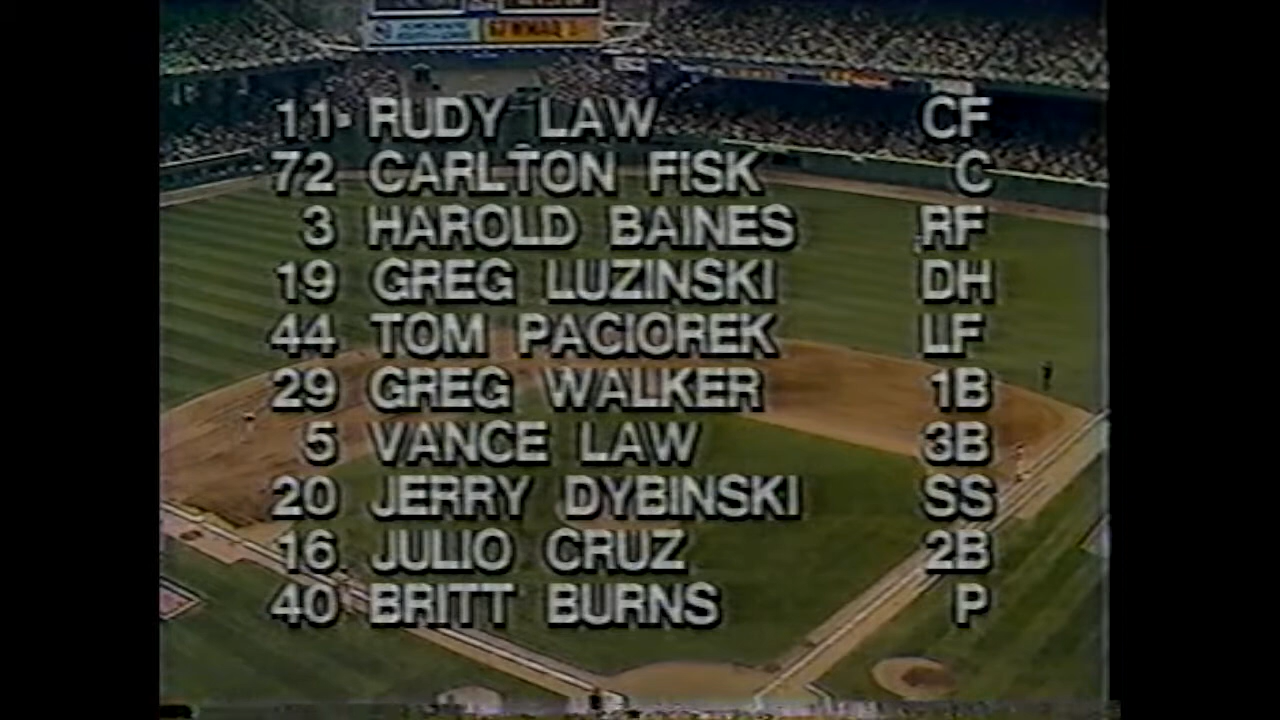 11 RUDY LAW CF
72 CARLTON FISK C
3 HAROLD BAINES RF
19 GREG LUZINSKI DH
44 TOM PACIOREK LF
29 GREG WALKER 1B
5 VANCE LAW 3B
20 JERRY DYBINSKI SS
16 JULIO CRUZ 2B
40 BRITT BURNS P